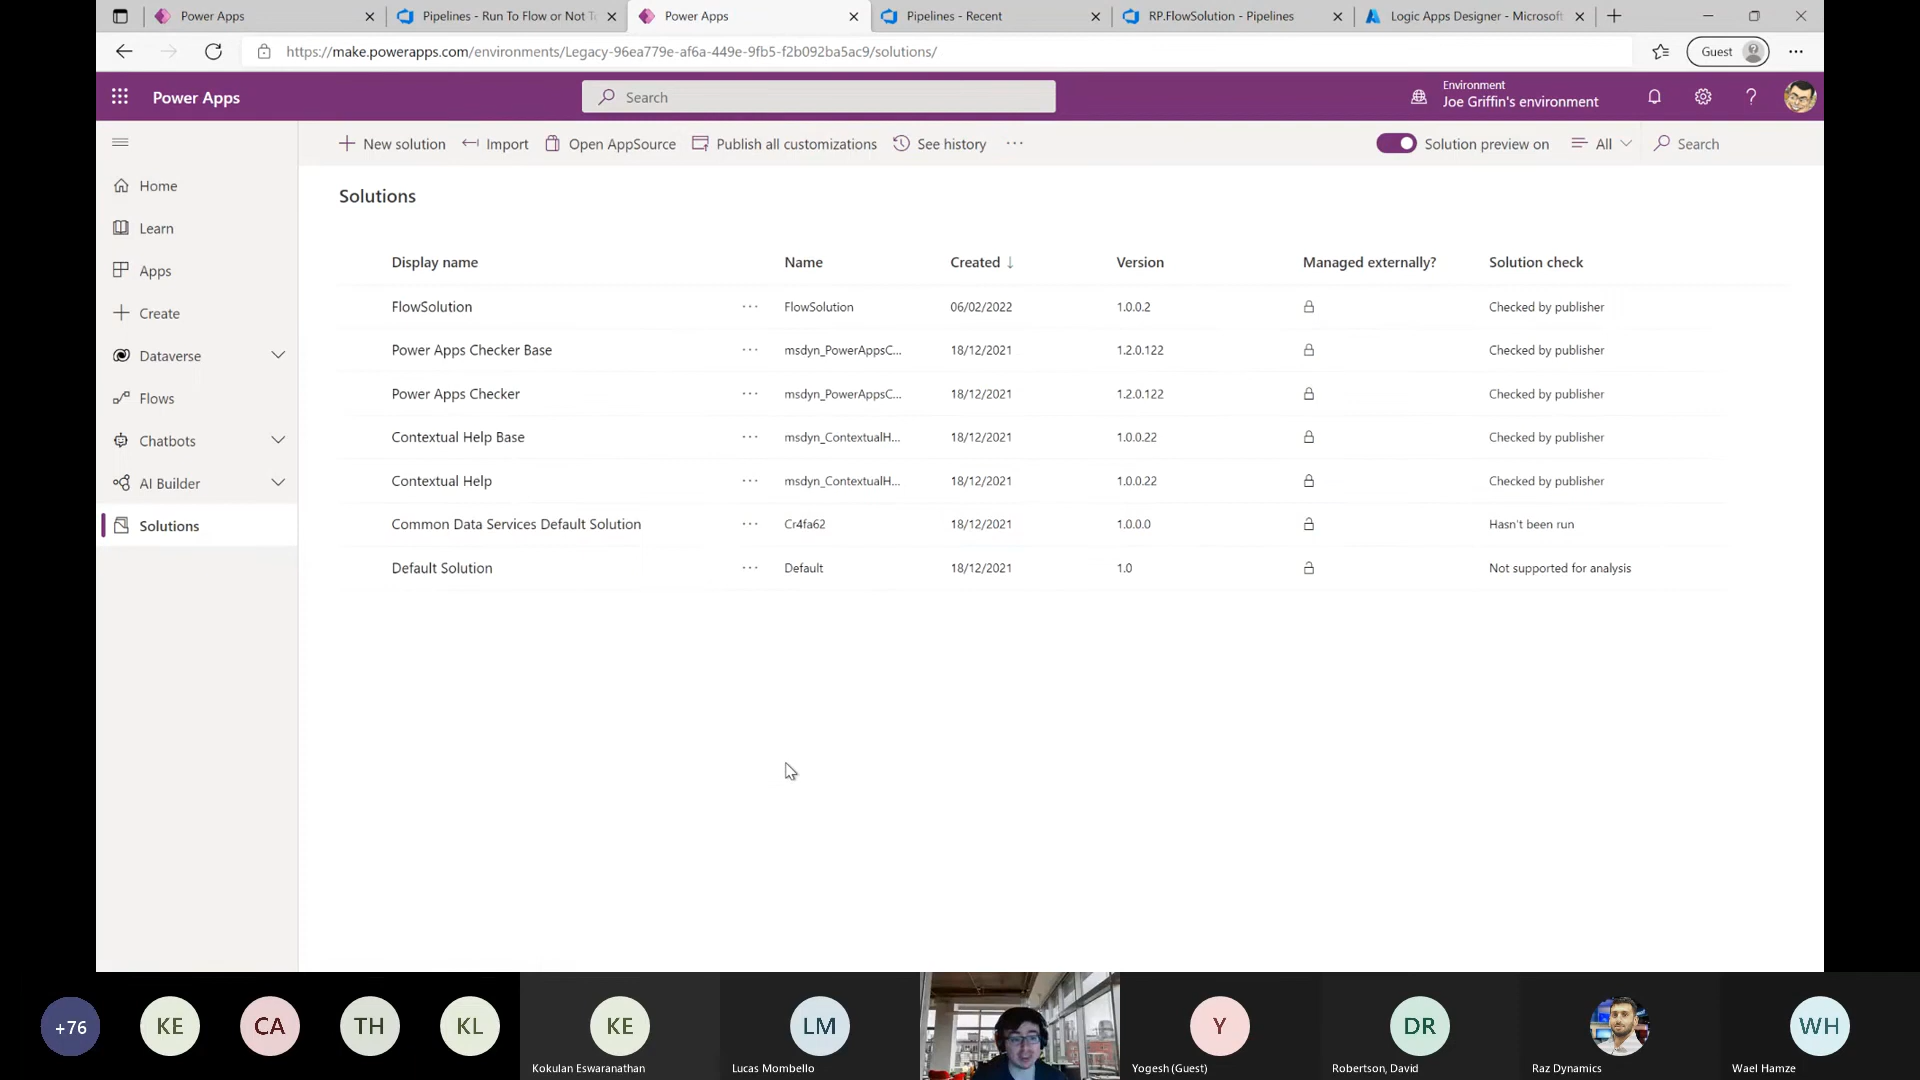 Power Apps
Pipelines - Run To Flow or Not T
Power Apps
Pipelines - Recent
RP.FlowSolution - Pipelines
Logic Apps Designer - Microsoft
https://make.powerapps.com/environments/Legacy-96ea779e-af6a-449e-9fb5-f2b092ba5ac9/solutions/
Guest
Power Apps
Search
Environment
Joe Griffin's environment
New solution
Import
Open AppSource
Publish all customizations
See history
Solution preview on
All
Search
Home
Learn
Apps
Create
Dataverse
Flows
Chatbots
AI Builder
Solutions
Solutions
Display name Name Created ↓ Version Managed externally? Solution check
FlowSolution ··· FlowSolution 06/02/2022 1.0.0.2 Checked by publisher
Power Apps Checker Base ··· msdyn_PowerAppsC... 18/12/2021 1.2.0.122 Checked by publisher
Power Apps Checker ··· msdyn_PowerAppsC... 18/12/2021 1.2.0.122 Checked by publisher
Contextual Help Base ··· msdyn_ContextualH... 18/12/2021 1.0.0.22 Checked by publisher
Contextual Help ··· msdyn_ContextualH... 18/12/2021 1.0.0.22 Checked by publisher
Common Data Services Default Solution ··· Cr4fa62 18/12/2021 1.0.0.0 Hasn't been run
Default Solution ··· Default 18/12/2021 1.0 Not supported for analysis
+76
KE
CA
TH
KL
KE
Kokulan Eswaranathan
LM
Lucas Mombello
Y
Yogesh (Guest)
DR
Robertson, David
Raz Dynamics
WH
Wael Hamze